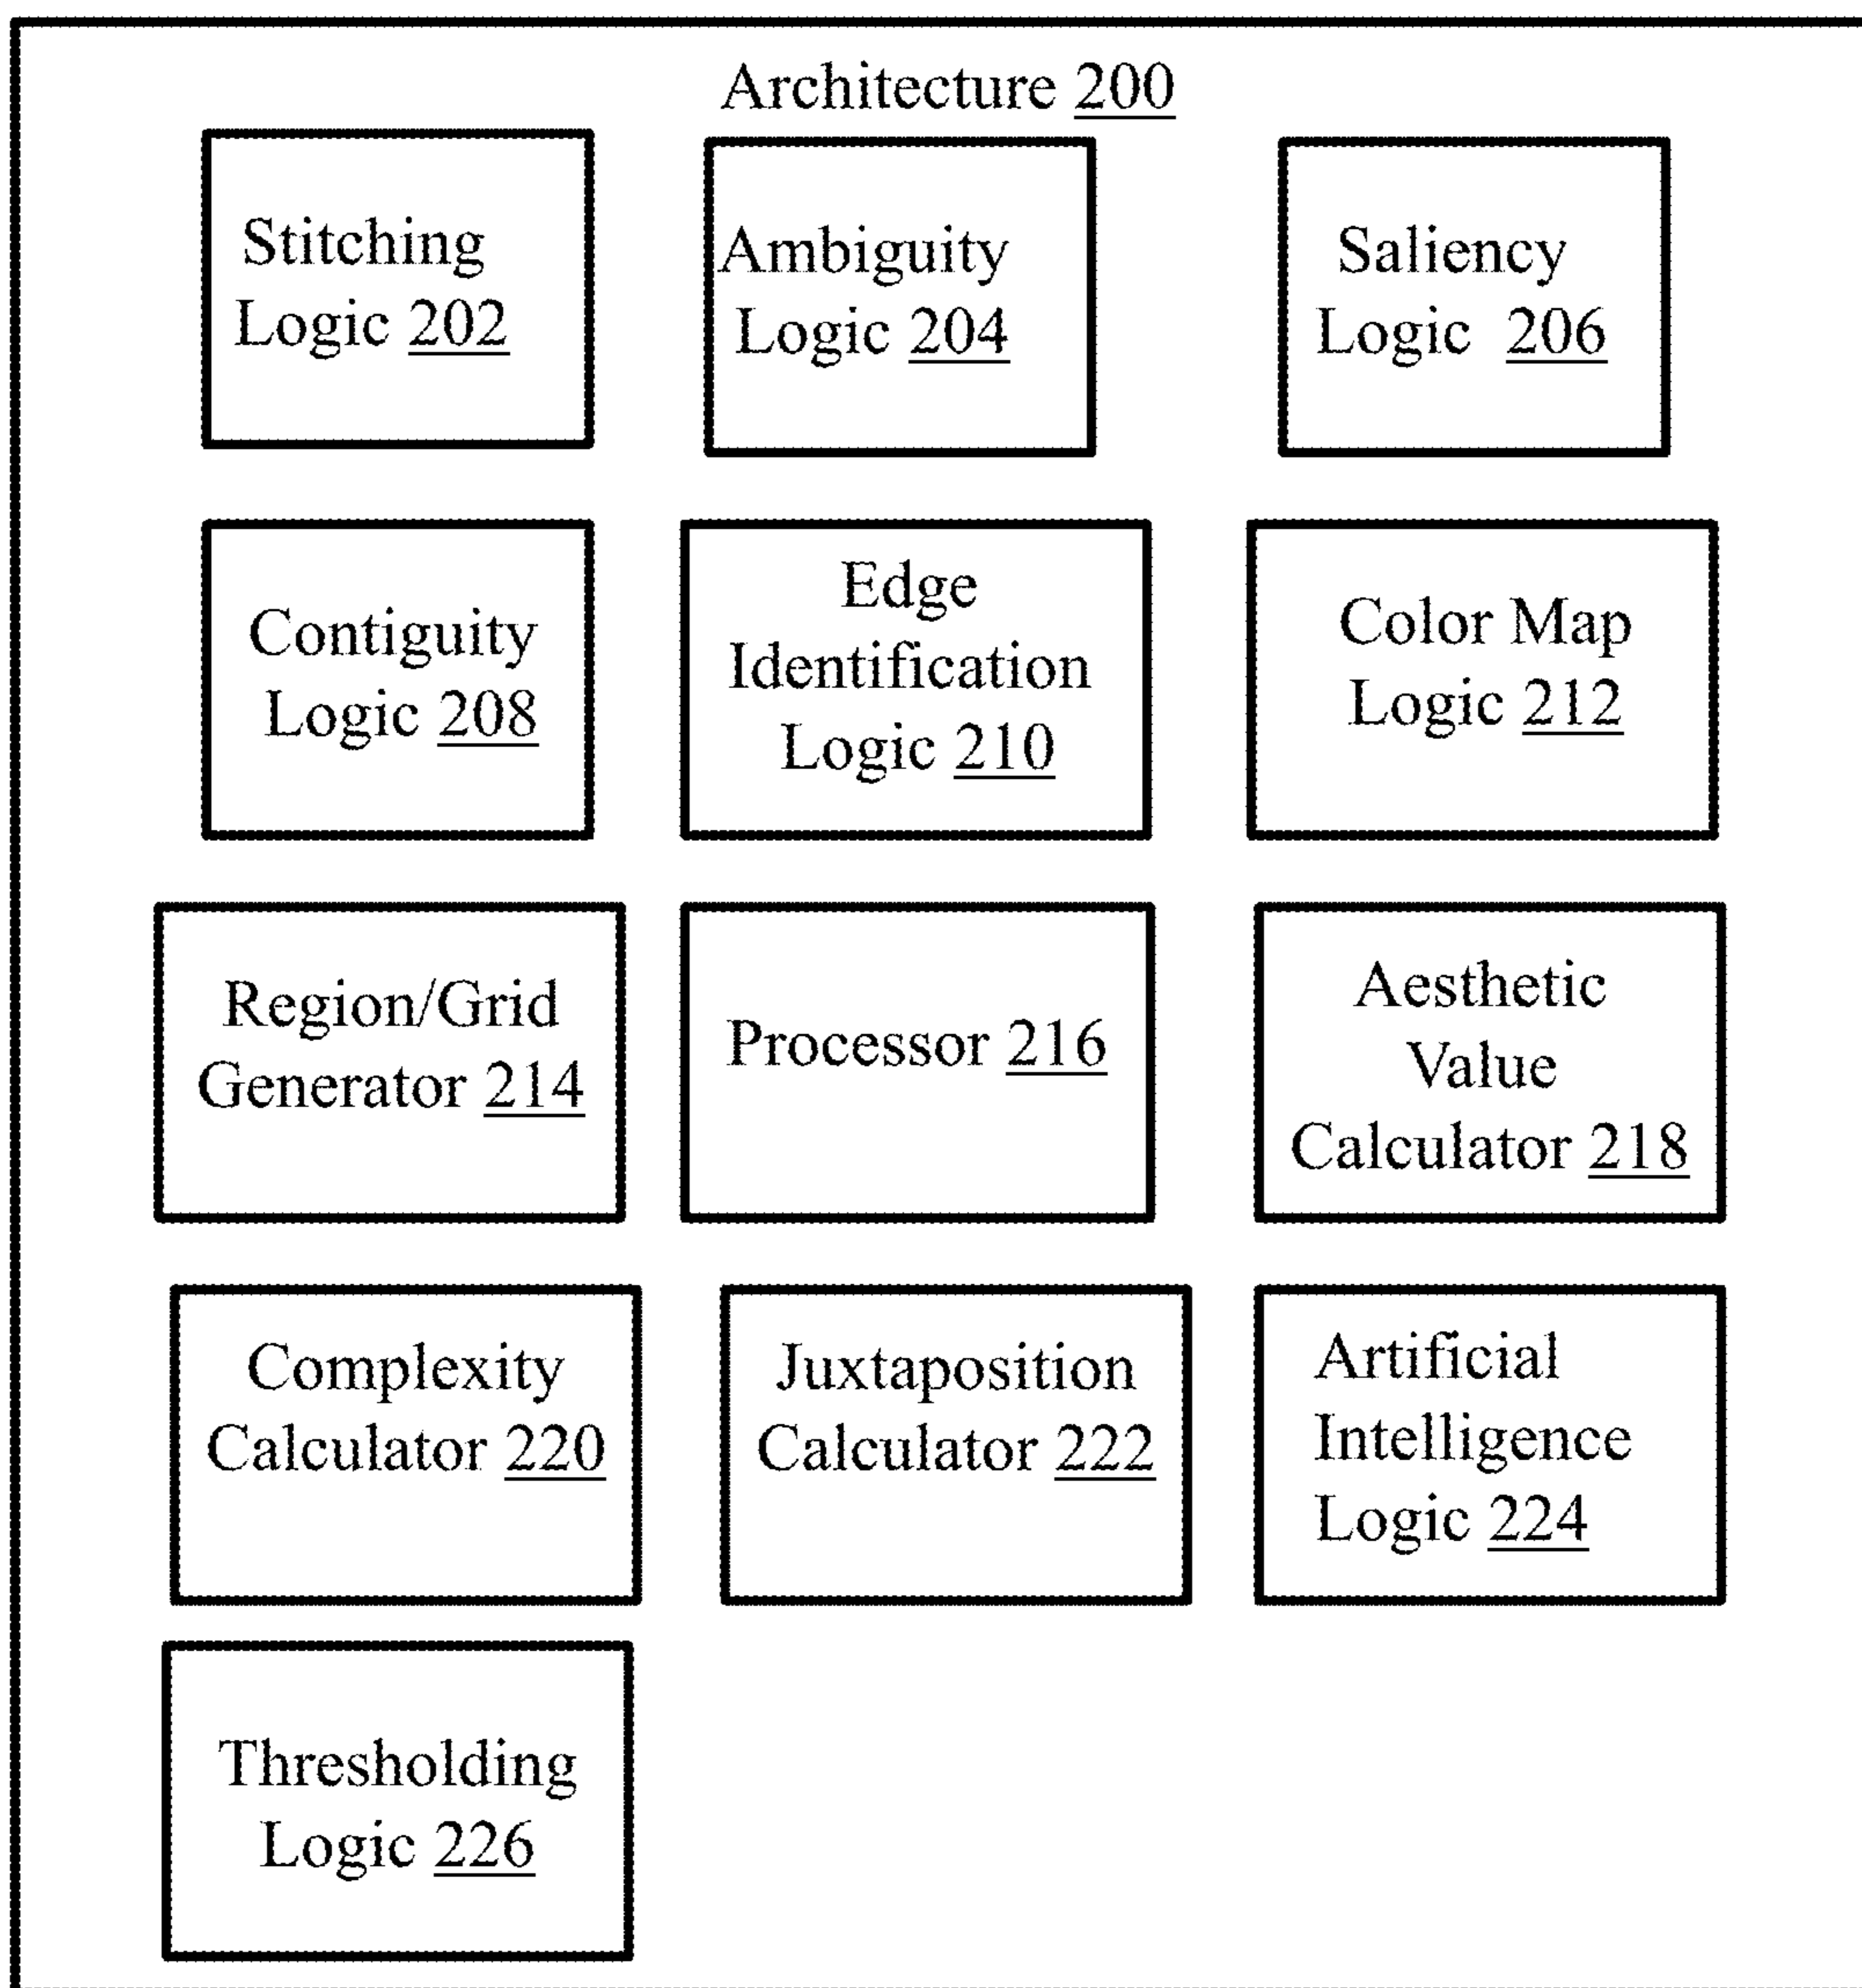 Architecture 200
Stitching
Logic 202
Ambiguity
Logic 204
Saliency
Logic 206
Contiguity
Logic 208
Edge
Identification
Logic 210
Color Map
Logic 212
Region/Grid
Generator 214
Processor 216
Aesthetic
Value
Calculator 218
Complexity
Calculator 220
Juxtaposition
Calculator 222
Artificial
Intelligence
Logic 224
Thresholding
Logic 226